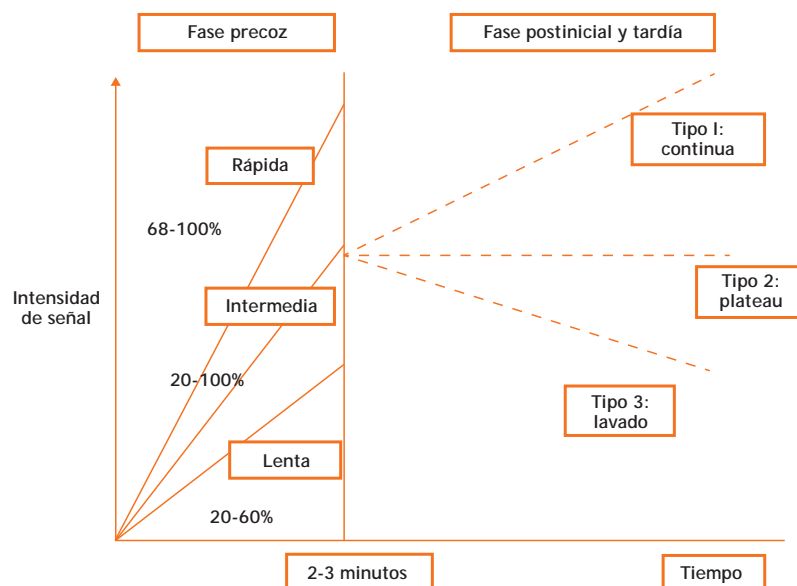 Fase precoz
Fase postinicial y tardía
Tipo I:
continua
Rápida
68-100%
Intensidad
de señal
Intermedia
Tipo 2:
plateau
20-100%
Tipo 3:
lavado
Lenta
20-60%
2-3 minutos
Tiempo